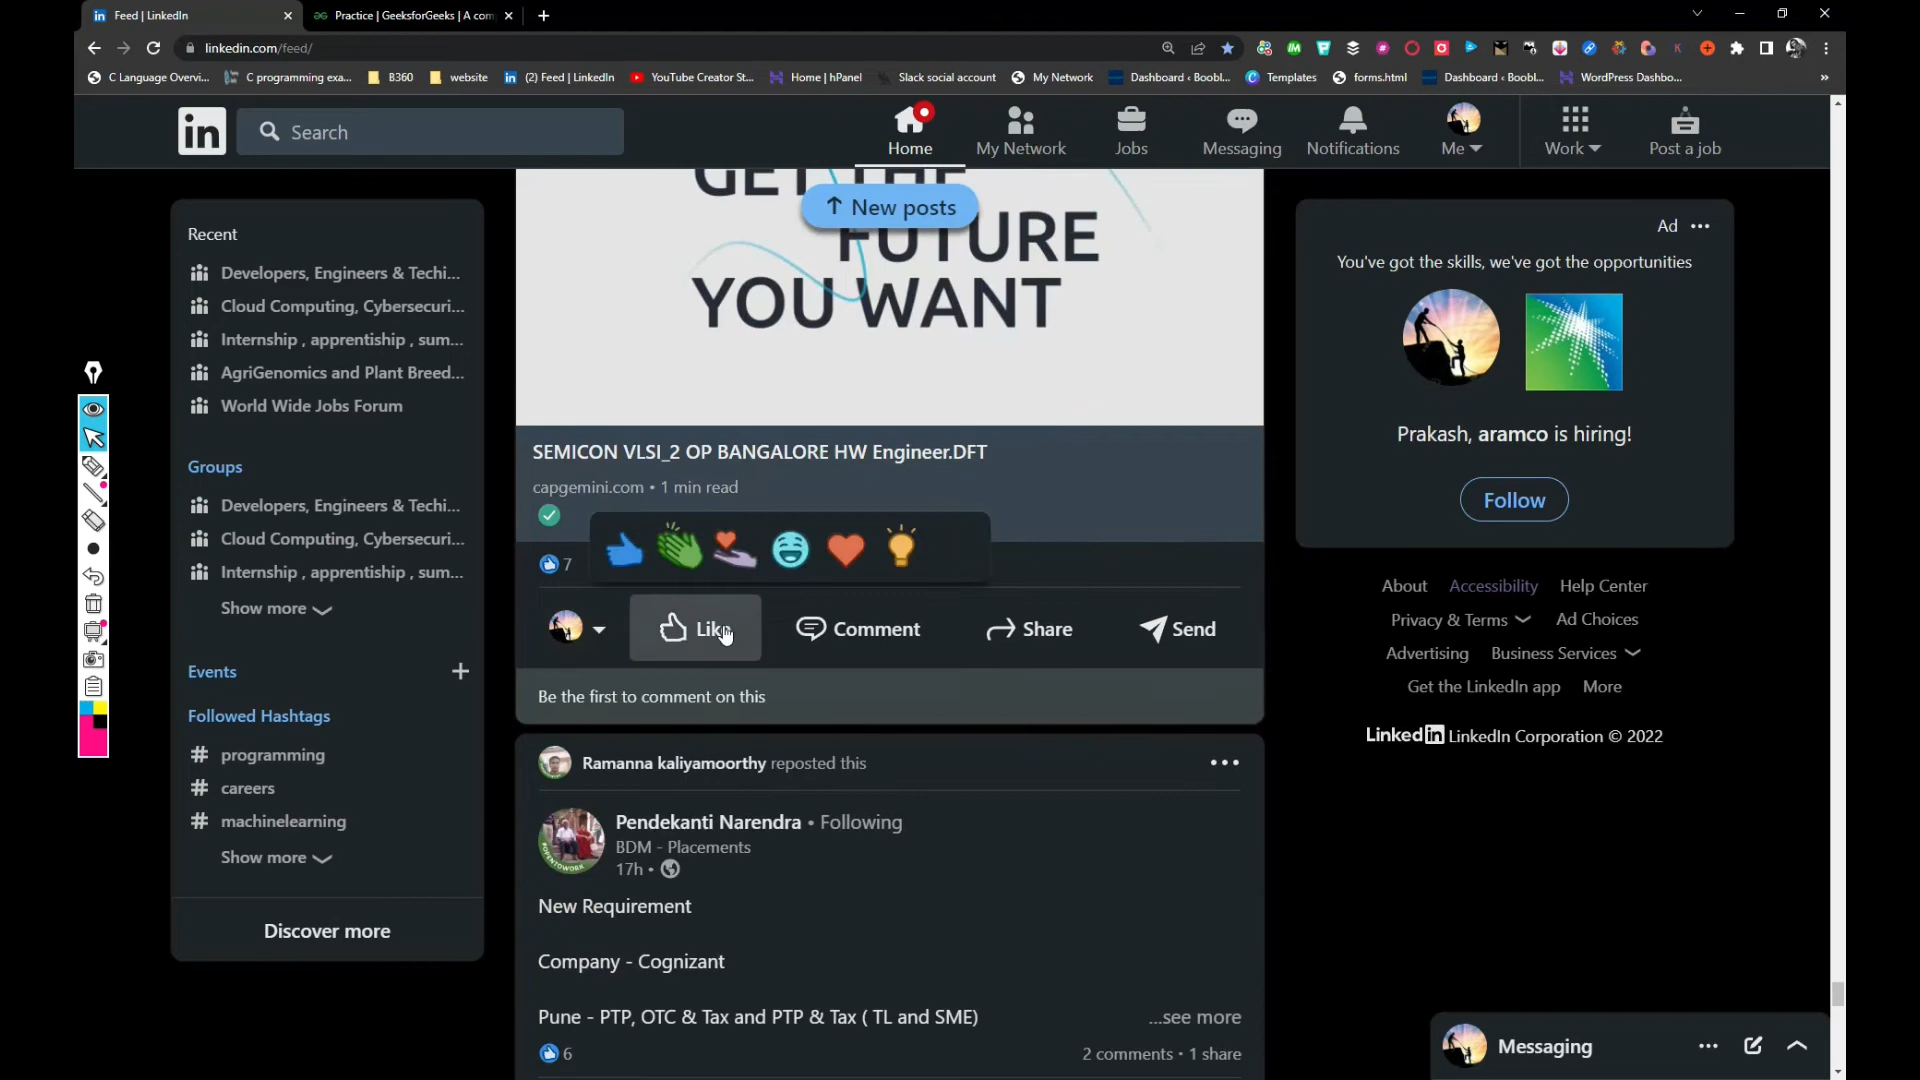 Feed | LinkedIn
Practice | GeeksforGeeks | A com
linkedin.com/feed/
C Language Overvi...
C programming exa...
B360
website
(2) Feed | LinkedIn
YouTube Creator St...
Home | hPanel
Slack social account
My Network
Dashboard ‹ Boobl...
Templates
forms.html
Dashboard ‹ Boobl...
WordPress Dashbo...
»
in
Search
Home
My Network
Jobs
Messaging
Notifications
Me
Work
Post a job
Recent
Developers, Engineers & Techi...
Cloud Computing, Cybersecuri...
Internship , apprentiship , sum...
AgriGenomics and Plant Breed...
World Wide Jobs Forum
Groups
Developers, Engineers & Techi...
Cloud Computing, Cybersecuri...
Internship , apprentiship , sum...
Show more
Events
Followed Hashtags
# programming
# careers
# machinelearning
Show more
Discover more
GET THE
New posts
FUTURE
YOU WANT
SEMICON VLSI_2 OP BANGALORE HW Engineer.DFT
capgemini.com • 1 min read
7
Like
Comment
Share
Send
Be the first to comment on this
Ramanna kaliyamoorthy reposted this
Pendekanti Narendra • Following
BDM - Placements
17h •
New Requirement
Company - Cognizant
Pune - PTP, OTC & Tax and PTP & Tax ( TL and SME)
...see more
6
2 comments • 1 share
Ad
You've got the skills, we've got the opportunities
Prakash, aramco is hiring!
Follow
About Accessibility Help Center
Privacy & Terms Ad Choices
Advertising Business Services
Get the LinkedIn app More
LinkedIn LinkedIn Corporation © 2022
Messaging